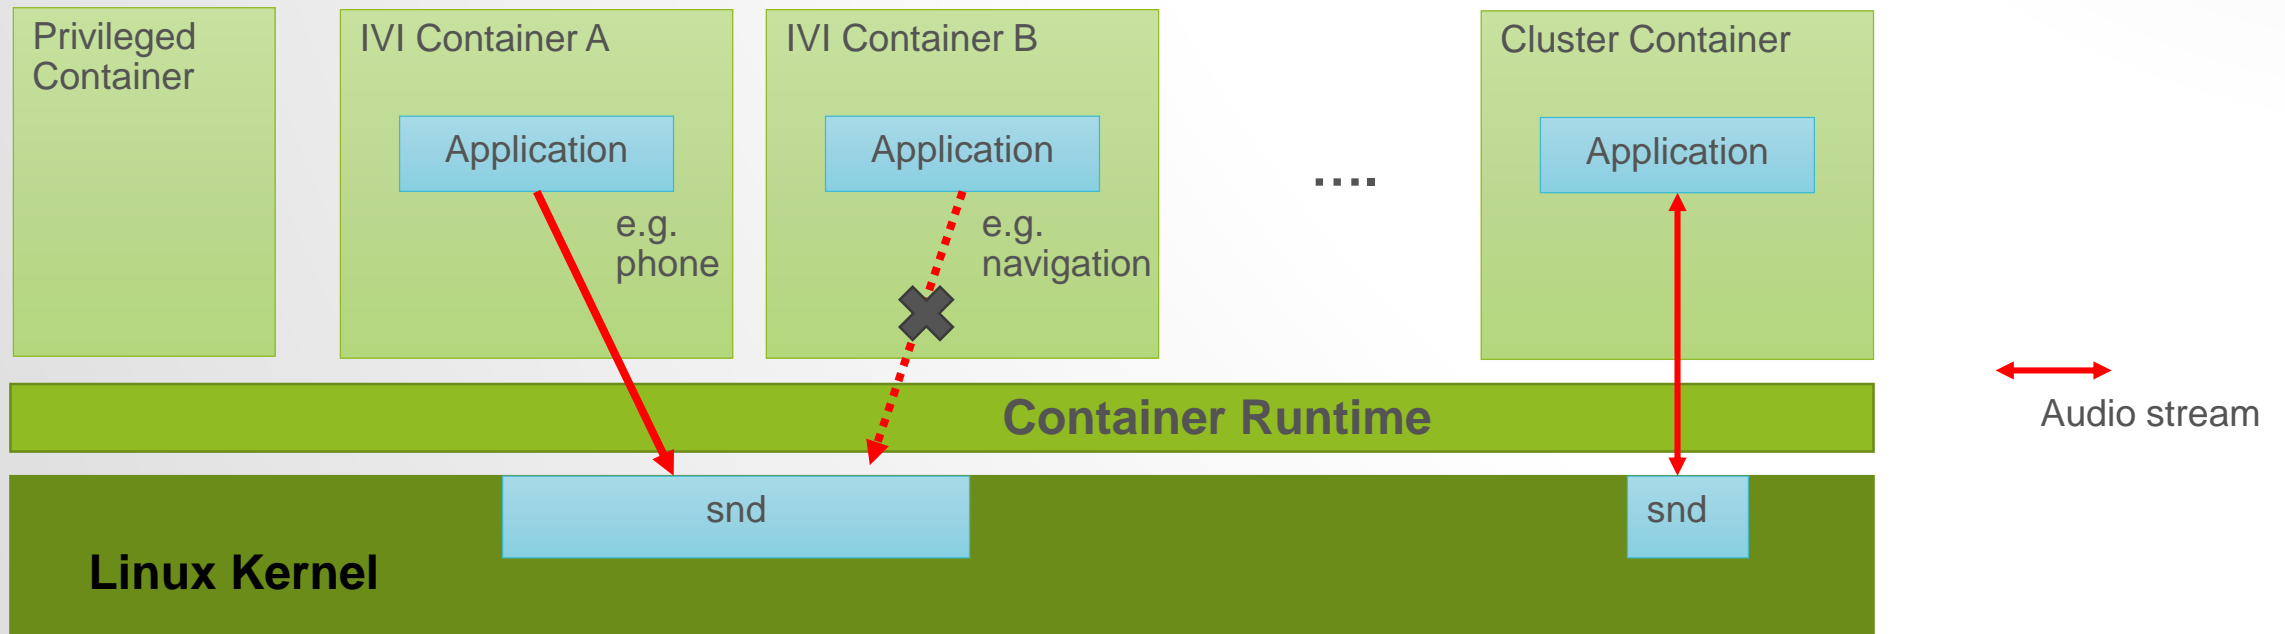 Privileged
Container
IVI Container A
Application
e.g.
phone
IVI Container B
Application
e.g.
navigation
....
Cluster Container
Application
Container Runtime
Audio stream
snd
snd
Linux Kernel